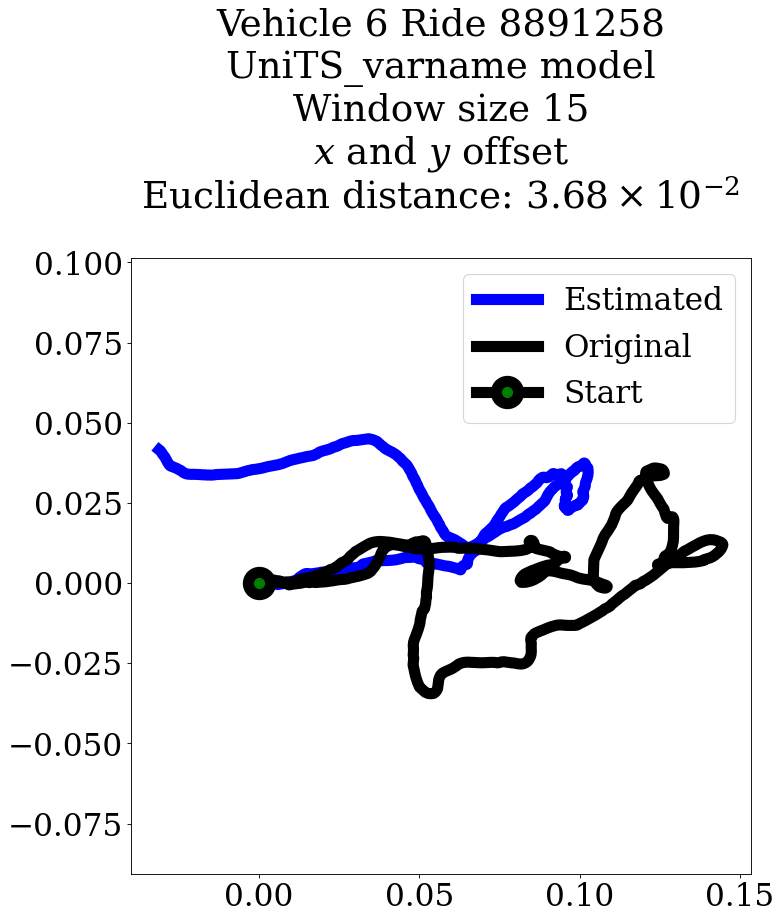 Vehicle 6 Ride 8891258
UniTS_varname model
Window size 15
x and y offset
Euclidean distance: 3.68 × 10⁻²
0.100
0.075
0.050
0.025
0.000
−0.025
−0.050
−0.075
Estimated
Original
Start
0.00 0.05 0.10 0.15